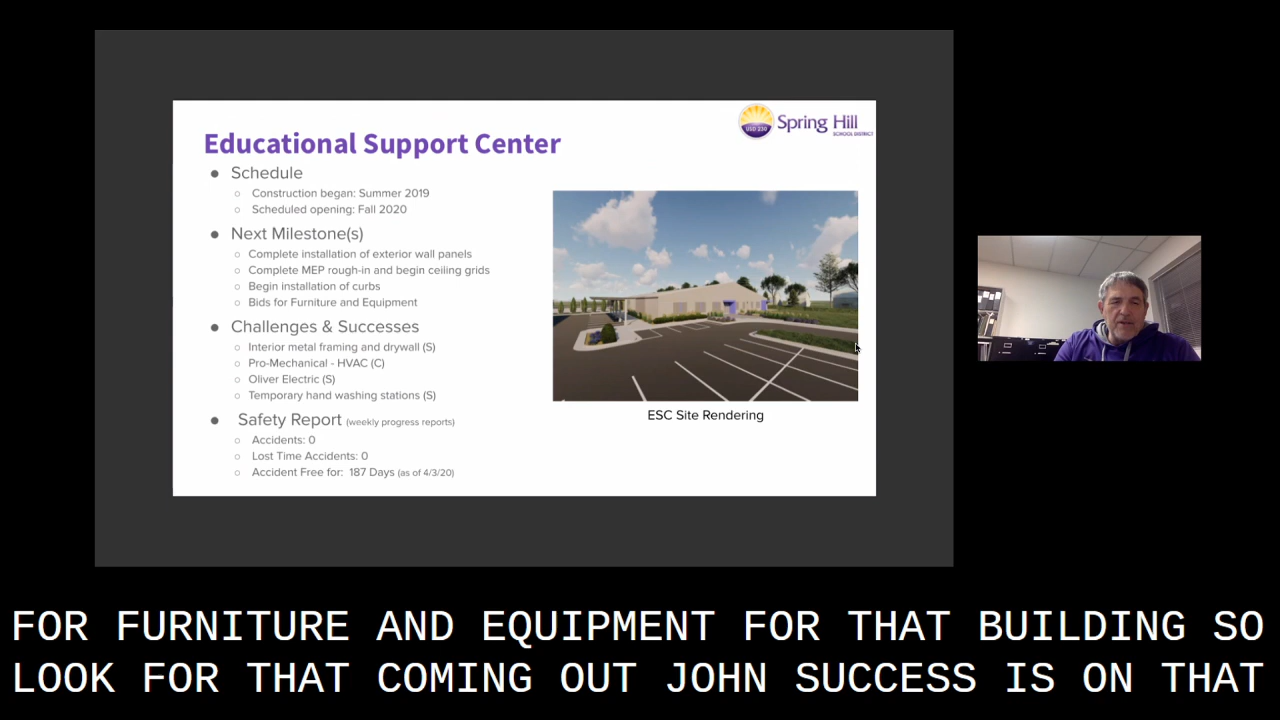 USD 230
Spring Hill
SCHOOL DISTRICT
Educational Support Center
● Schedule
○ Construction began: Summer 2019
○ Scheduled opening: Fall 2020
● Next Milestone(s)
○ Complete installation of exterior wall panels
○ Complete MEP rough-in and begin ceiling grids
○ Begin installation of curbs
○ Bids for Furniture and Equipment
● Challenges & Successes
○ Interior metal framing and drywall (S)
○ Pro-Mechanical - HVAC (C)
○ Oliver Electric (S)
○ Temporary hand washing stations (S)
● Safety Report (weekly progress reports)
○ Accidents: 0
○ Lost Time Accidents: 0
○ Accident Free for: 187 Days (as of 4/3/20)
ESC Site Rendering
FOR FURNITURE AND EQUIPMENT FOR THAT BUILDING SO
LOOK FOR THAT COMING OUT JOHN SUCCESS IS ON THAT